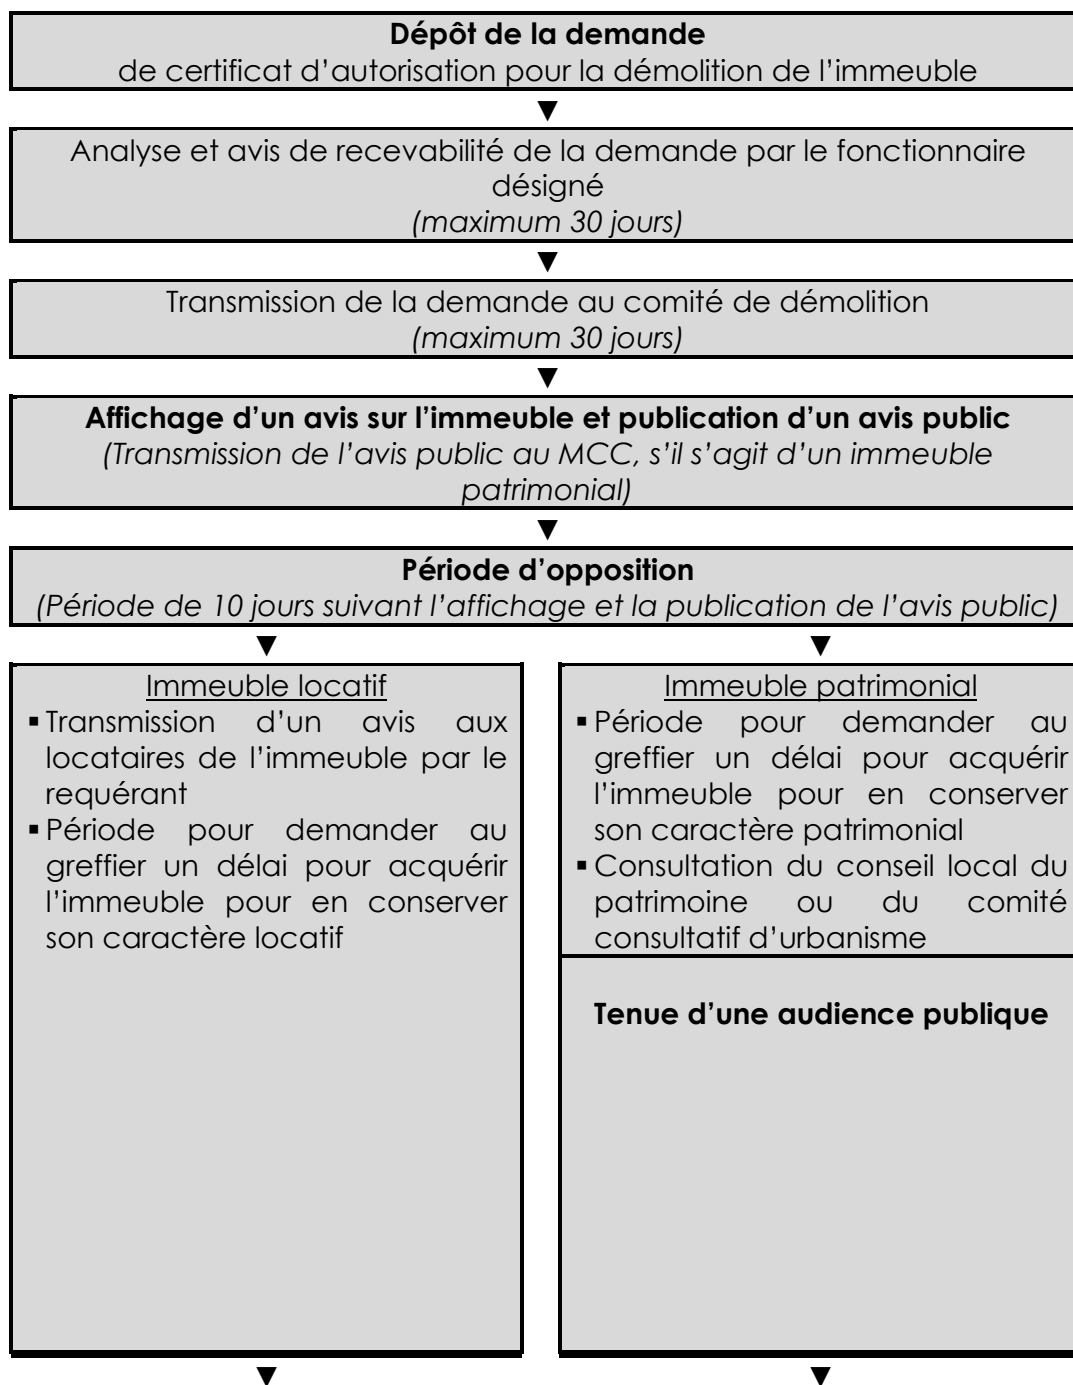 Dépôt de la demande
de certificat d’autorisation pour la démolition de l’immeuble
▼
Analyse et avis de recevabilité de la demande par le fonctionnaire
désigné
(maximum 30 jours)
▼
Transmission de la demande au comité de démolition
(maximum 30 jours)
▼
Affichage d’un avis sur l’immeuble et publication d’un avis public
(Transmission de l’avis public au MCC, s’il s’agit d’un immeuble
patrimonial)
▼
Période d’opposition
(Période de 10 jours suivant l’affichage et la publication de l’avis public)
▼ ▼
Immeuble locatif
▪ Transmission d’un avis aux
locataires de l’immeuble par le
requérant
▪ Période pour demander au
greffier un délai pour acquérir
l’immeuble pour en conserver
son caractère locatif
Immeuble patrimonial
▪ Période pour demander au
greffier un délai pour acquérir
l’immeuble pour en conserver
son caractère patrimonial
▪ Consultation du conseil local du
patrimoine ou du comité
consultatif d’urbanisme
Tenue d’une audience publique
▼ ▼